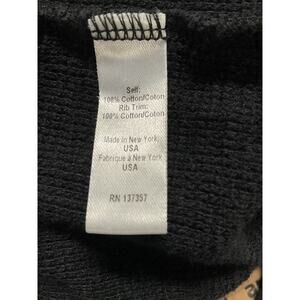 Self:
100% Cotton/Coton
Rib Trim:
100% Cotton/Coton
Made in New York
USA
Fabriqué a New York
USA
RN 137357